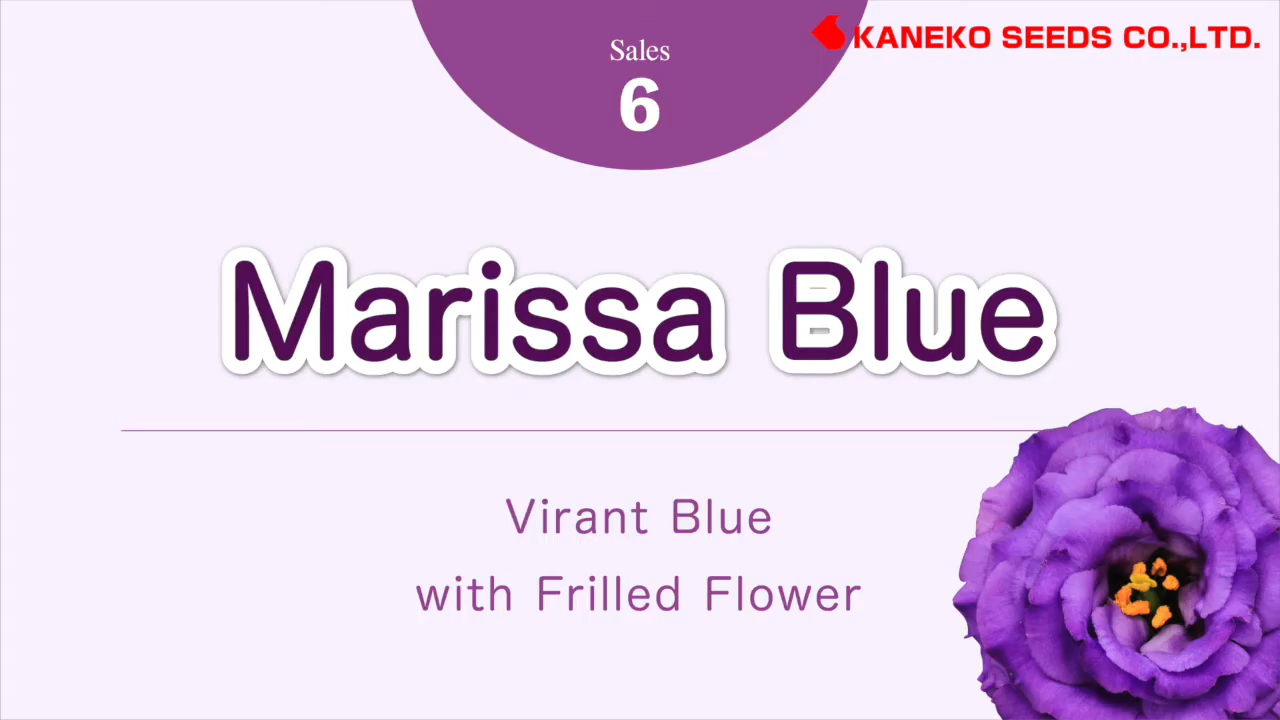 Sales
6
KANEKO SEEDS CO.,LTD.
Marissa Blue
Virant Blue
with Frilled Flower